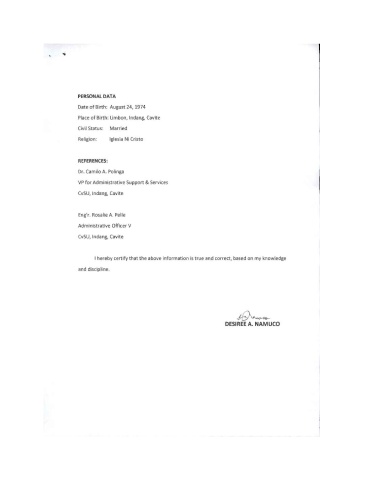 PERSONAL DATA
Date of Birth: August 24, 1974
Place of Birth: Limbon, Indang, Cavite
Civil Status: Married
Religion: Iglesia Ni Cristo
REFERENCES:
Dr. Camilo A. Polinga
VP for Administrative Support & Services
CvSU, Indang, Cavite
Eng'r. Rosalie A. Pelle
Administrative Officer V
CvSU, Indang, Cavite
I hereby certify that the above information is true and correct, based on my knowledge
and discipline.
DESIREE A. NAMUCO